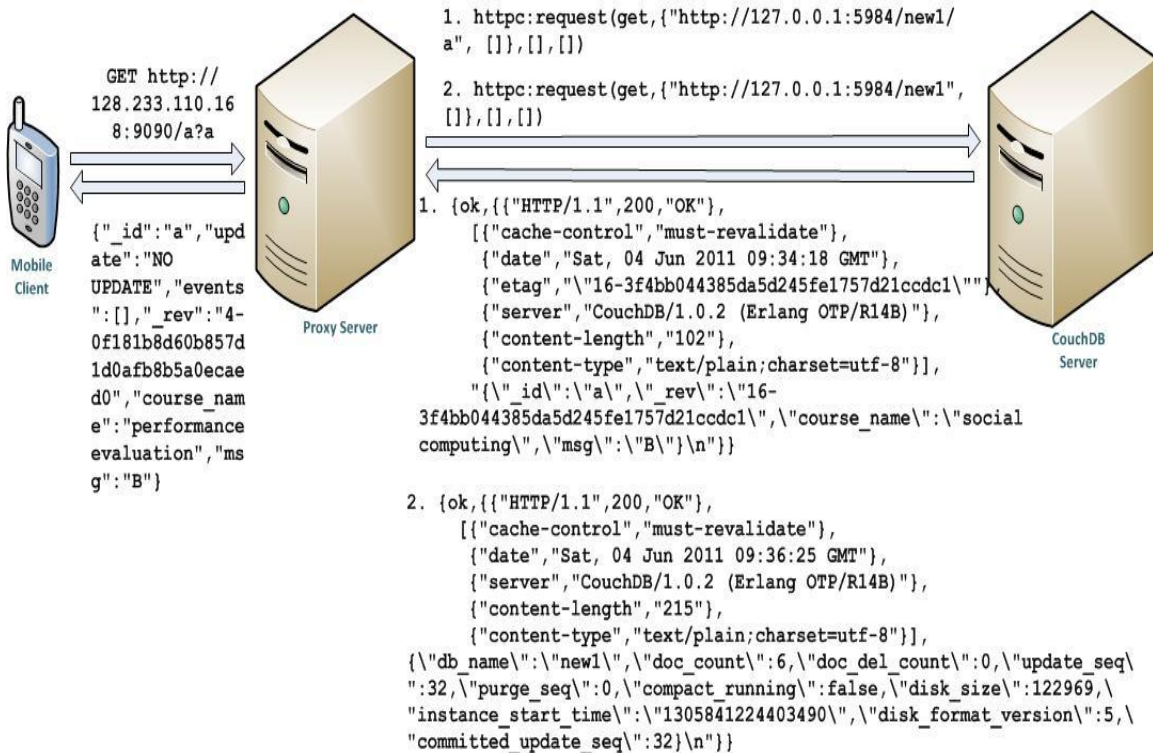 GET http://
128.233.110.16
8:9090/a?a
1. httpc:request(get,{"http://127.0.0.1:5984/new1/
a", []},[],[])
2. httpc:request(get,{"http://127.0.0.1:5984/new1",
[]},[],[])
{"_id":"a","upd
ate":"NO
UPDATE","events
":[],"_rev":"4-
0f181b8d60b857d
1d0afb8b5a0ecae
d0","course_nam
e":"performance
evaluation","ms
g":"B"}
Mobile
Client
Proxy Server
1. {ok,{{"HTTP/1.1",200,"OK"},
[{"cache-control","must-revalidate"},
{"date","Sat, 04 Jun 2011 09:34:18 GMT"},
{"etag","\"16-3f4bb044385da5d245fe1757d21ccdc1\""},
{"server","CouchDB/1.0.2 (Erlang OTP/R14B)"},
{"content-length","102"},
{"content-type","text/plain;charset=utf-8"}],
"{\"_id\":\"a\",\"_rev\":\"16-
3f4bb044385da5d245fe1757d21ccdc1\",\"course_name\":\"social
computing\",\"msg\":\"B\"}\n"}}
CouchDB
Server
2. {ok,{{"HTTP/1.1",200,"OK"},
[{"cache-control","must-revalidate"},
{"date","Sat, 04 Jun 2011 09:36:25 GMT"},
{"server","CouchDB/1.0.2 (Erlang OTP/R14B)"},
{"content-length","215"},
{"content-type","text/plain;charset=utf-8"}],
{\"db_name\":\"new1\",\"doc_count\":6,\"doc_del_count\":0,\"update_seq\
":32,\"purge_seq\":0,\"compact_running\":false,\"disk_size\":122969,\
"instance_start_time\":\"1305841224403490\",\"disk_format_version\":5,\
"committed_update_seq\":32}\n"}}